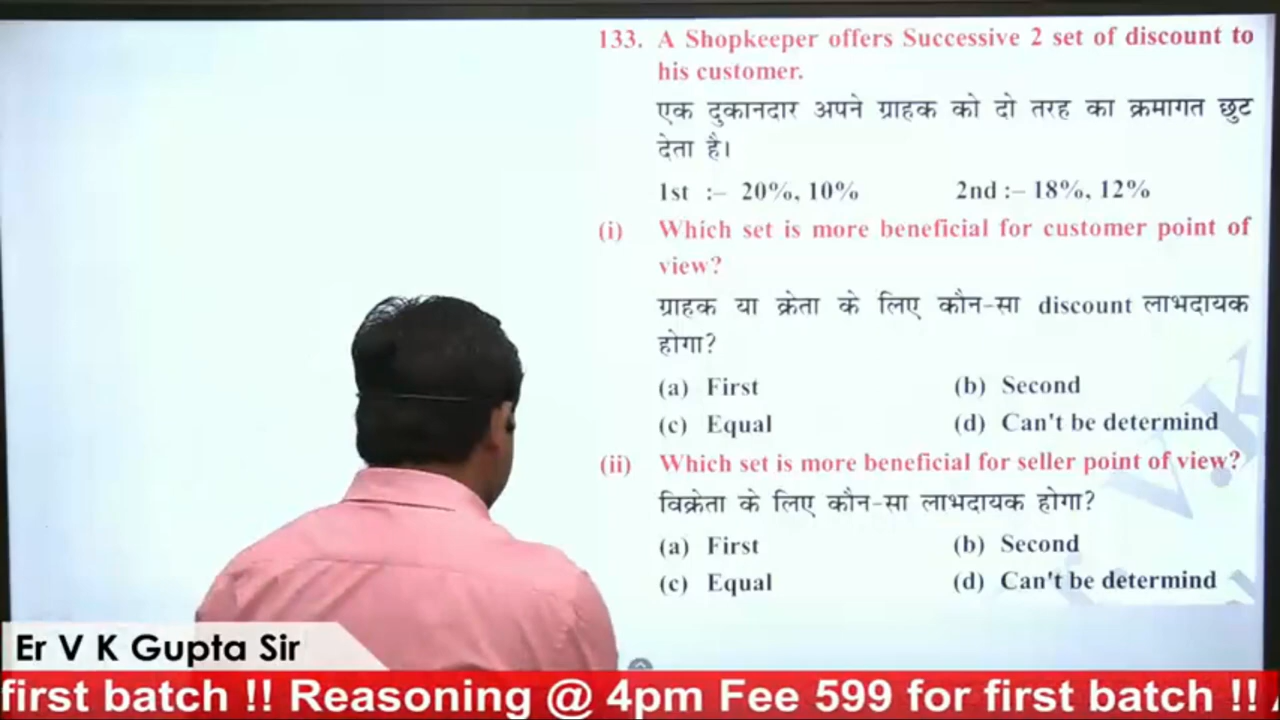 133. A Shopkeeper offers Successive 2 set of discount to
his customer.
एक दुकानदार अपने ग्राहक को दो तरह का क्रमागत छुट
देता है।
1st :– 20%, 10% 2nd :– 18%, 12%
(i) Which set is more beneficial for customer point of
view?
ग्राहक या क्रेता के लिए कौन-सा discount लाभदायक
होगा?
(a) First (b) Second
(c) Equal (d) Can't be determind
(ii) Which set is more beneficial for seller point of view?
विक्रेता के लिए कौन-सा लाभदायक होगा?
(a) First (b) Second
(c) Equal (d) Can't be determind
V.K
Er V K Gupta Sir
first batch !! Reasoning @ 4pm Fee 599 for first batch !!